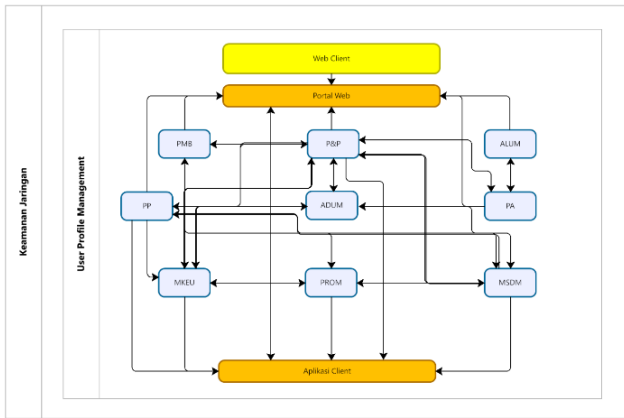 Keamanan Jaringan
User Profile Management
Web Client
Portal Web
PMB
P&P
ALUM
PP
ADUM
PA
MKEU
PROM
MSDM
Aplikasi Client